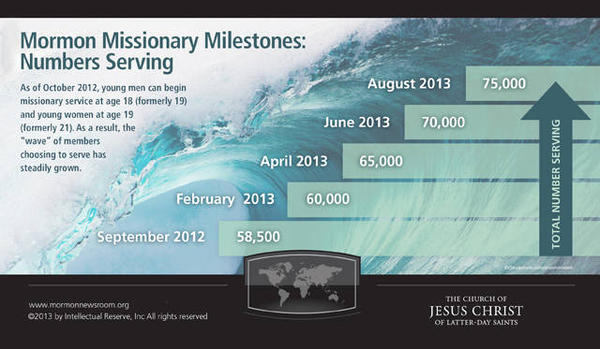 Mormon Missionary Milestones:
Numbers Serving
As of October 2012, young men can begin
missionary service at age 18 (formerly 19)
and young women at age 19
(formerly 21). As a result, the
"wave" of members
choosing to serve has
steadily grown.
August 2013 75,000
June 2013 70,000
April 2013 65,000
February 2013 60,000
September 2012 58,500
TOTAL NUMBER SERVING
www.mormonnewsroom.org
©2013 by Intellectual Reserve, Inc All rights reserved
THE CHURCH OF
JESUS CHRIST
OF LATTER-DAY SAINTS